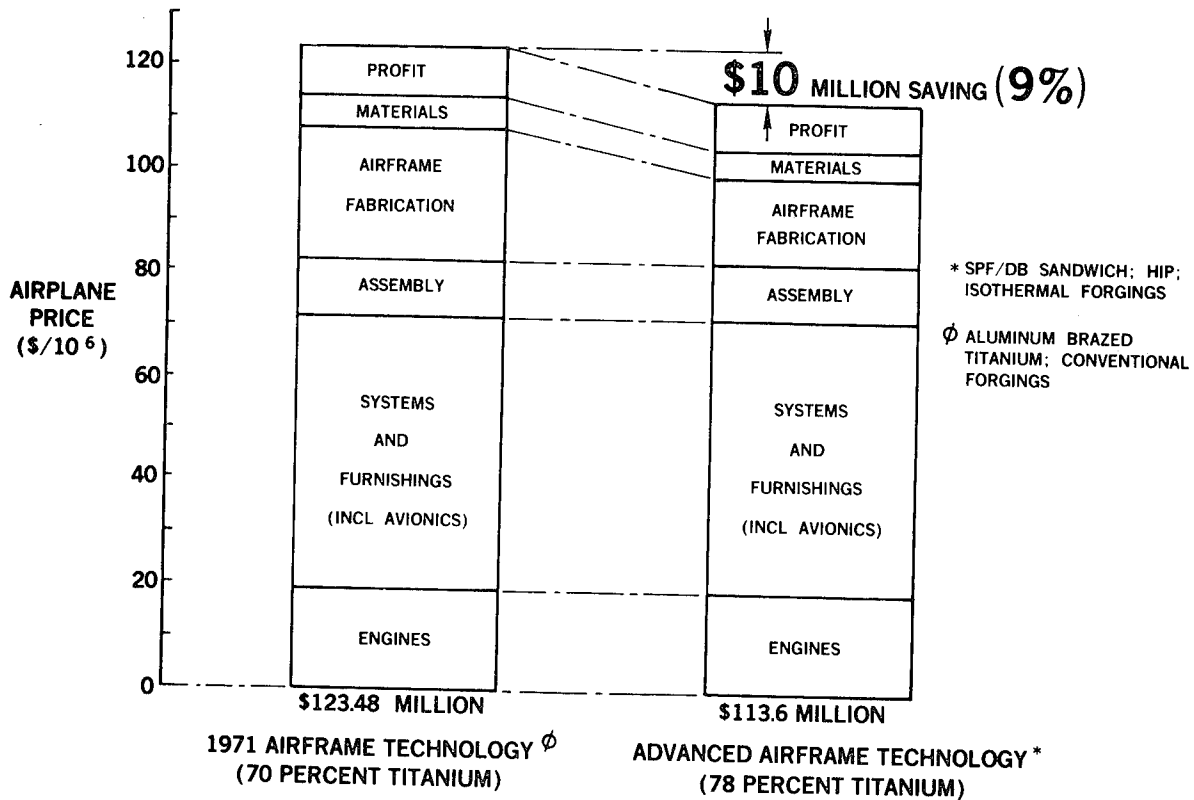 120
100
80
60
40
20
0
AIRPLANE
PRICE
($/10 6)
PROFIT
MATERIALS
AIRFRAME
FABRICATION
ASSEMBLY
SYSTEMS
AND
FURNISHINGS
(INCL AVIONICS)
ENGINES
$123.48 MILLION
1971 AIRFRAME TECHNOLOGY ∅
(70 PERCENT TITANIUM)
$10 MILLION SAVING (9%)
PROFIT
MATERIALS
AIRFRAME
FABRICATION
ASSEMBLY
SYSTEMS
AND
FURNISHINGS
(INCL AVIONICS)
ENGINES
$113.6 MILLION
ADVANCED AIRFRAME TECHNOLOGY *
(78 PERCENT TITANIUM)
* SPF/DB SANDWICH; HIP;
ISOTHERMAL FORGINGS
∅ ALUMINUM BRAZED
TITANIUM; CONVENTIONAL
FORGINGS